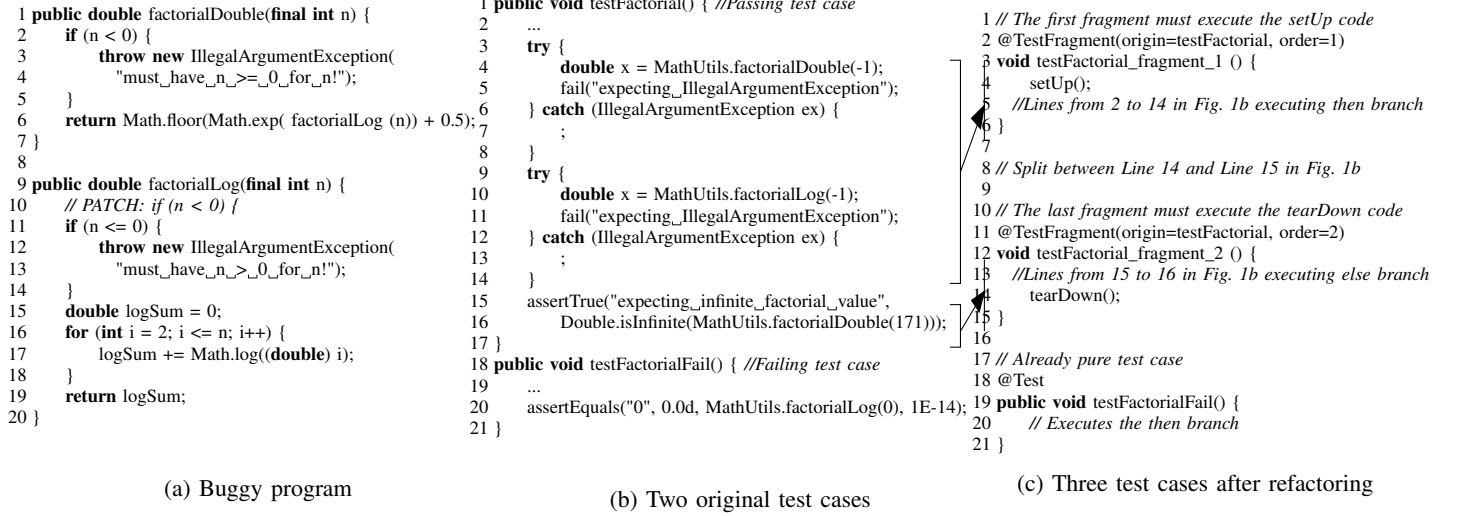 1 public double factorialDouble(final int n) {
2 if (n < 0) {
3 throw new IllegalArgumentException(
4 "must␣have␣n␣>=␣0␣for␣n!");
5 }
6 return Math.floor(Math.exp( factorialLog (n)) + 0.5);
7 }
8
9 public double factorialLog(final int n) {
10 // PATCH: if (n < 0) {
11 if (n <= 0) {
12 throw new IllegalArgumentException(
13 "must␣have␣n␣>␣0␣for␣n!");
14 }
15 double logSum = 0;
16 for (int i = 2; i <= n; i++) {
17 logSum += Math.log((double) i);
18 }
19 return logSum;
20 }
(a) Buggy program
1 public void testFactorial() { //Passing test case
2 ...
3 try {
4 double x = MathUtils.factorialDouble(-1);
5 fail("expecting␣IllegalArgumentException");
6 } catch (IllegalArgumentException ex) {
7 ;
8 }
9 try {
10 double x = MathUtils.factorialLog(-1);
11 fail("expecting␣IllegalArgumentException");
12 } catch (IllegalArgumentException ex) {
13 ;
14 }
15 assertTrue("expecting␣infinite␣factorial␣value",
16 Double.isInfinite(MathUtils.factorialDouble(171)));
17 }
18 public void testFactorialFail() { //Failing test case
19 ...
20 assertEquals("0", 0.0d, MathUtils.factorialLog(0), 1E-14);
21 }
(b) Two original test cases
1 // The first fragment must execute the setUp code
2 @TestFragment(origin=testFactorial, order=1)
3 void testFactorial_fragment_1 () {
4 setUp();
5 //Lines from 2 to 14 in Fig. 1b executing then branch
6 }
7
8 // Split between Line 14 and Line 15 in Fig. 1b
9
10 // The last fragment must execute the tearDown code
11 @TestFragment(origin=testFactorial, order=2)
12 void testFactorial_fragment_2 () {
13 //Lines from 15 to 16 in Fig. 1b executing else branch
14 tearDown();
15 }
16
17 // Already pure test case
18 @Test
19 public void testFactorialFail() {
20 // Executes the then branch
21 }
(c) Three test cases after refactoring